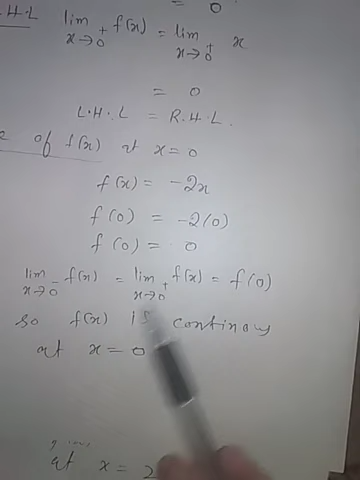 = 0
H.L lim x→0+ f(x) = lim x→0+ x
= 0
L.H.L = R.H.L.
of f(x) at x=0
f(x) = -2x
f(0) = -2(0)
f(0) = 0
lim x→0- f(x) = lim x→0+ f(x) = f(0)
so f(x) is continous
at x = 0
at x = 2